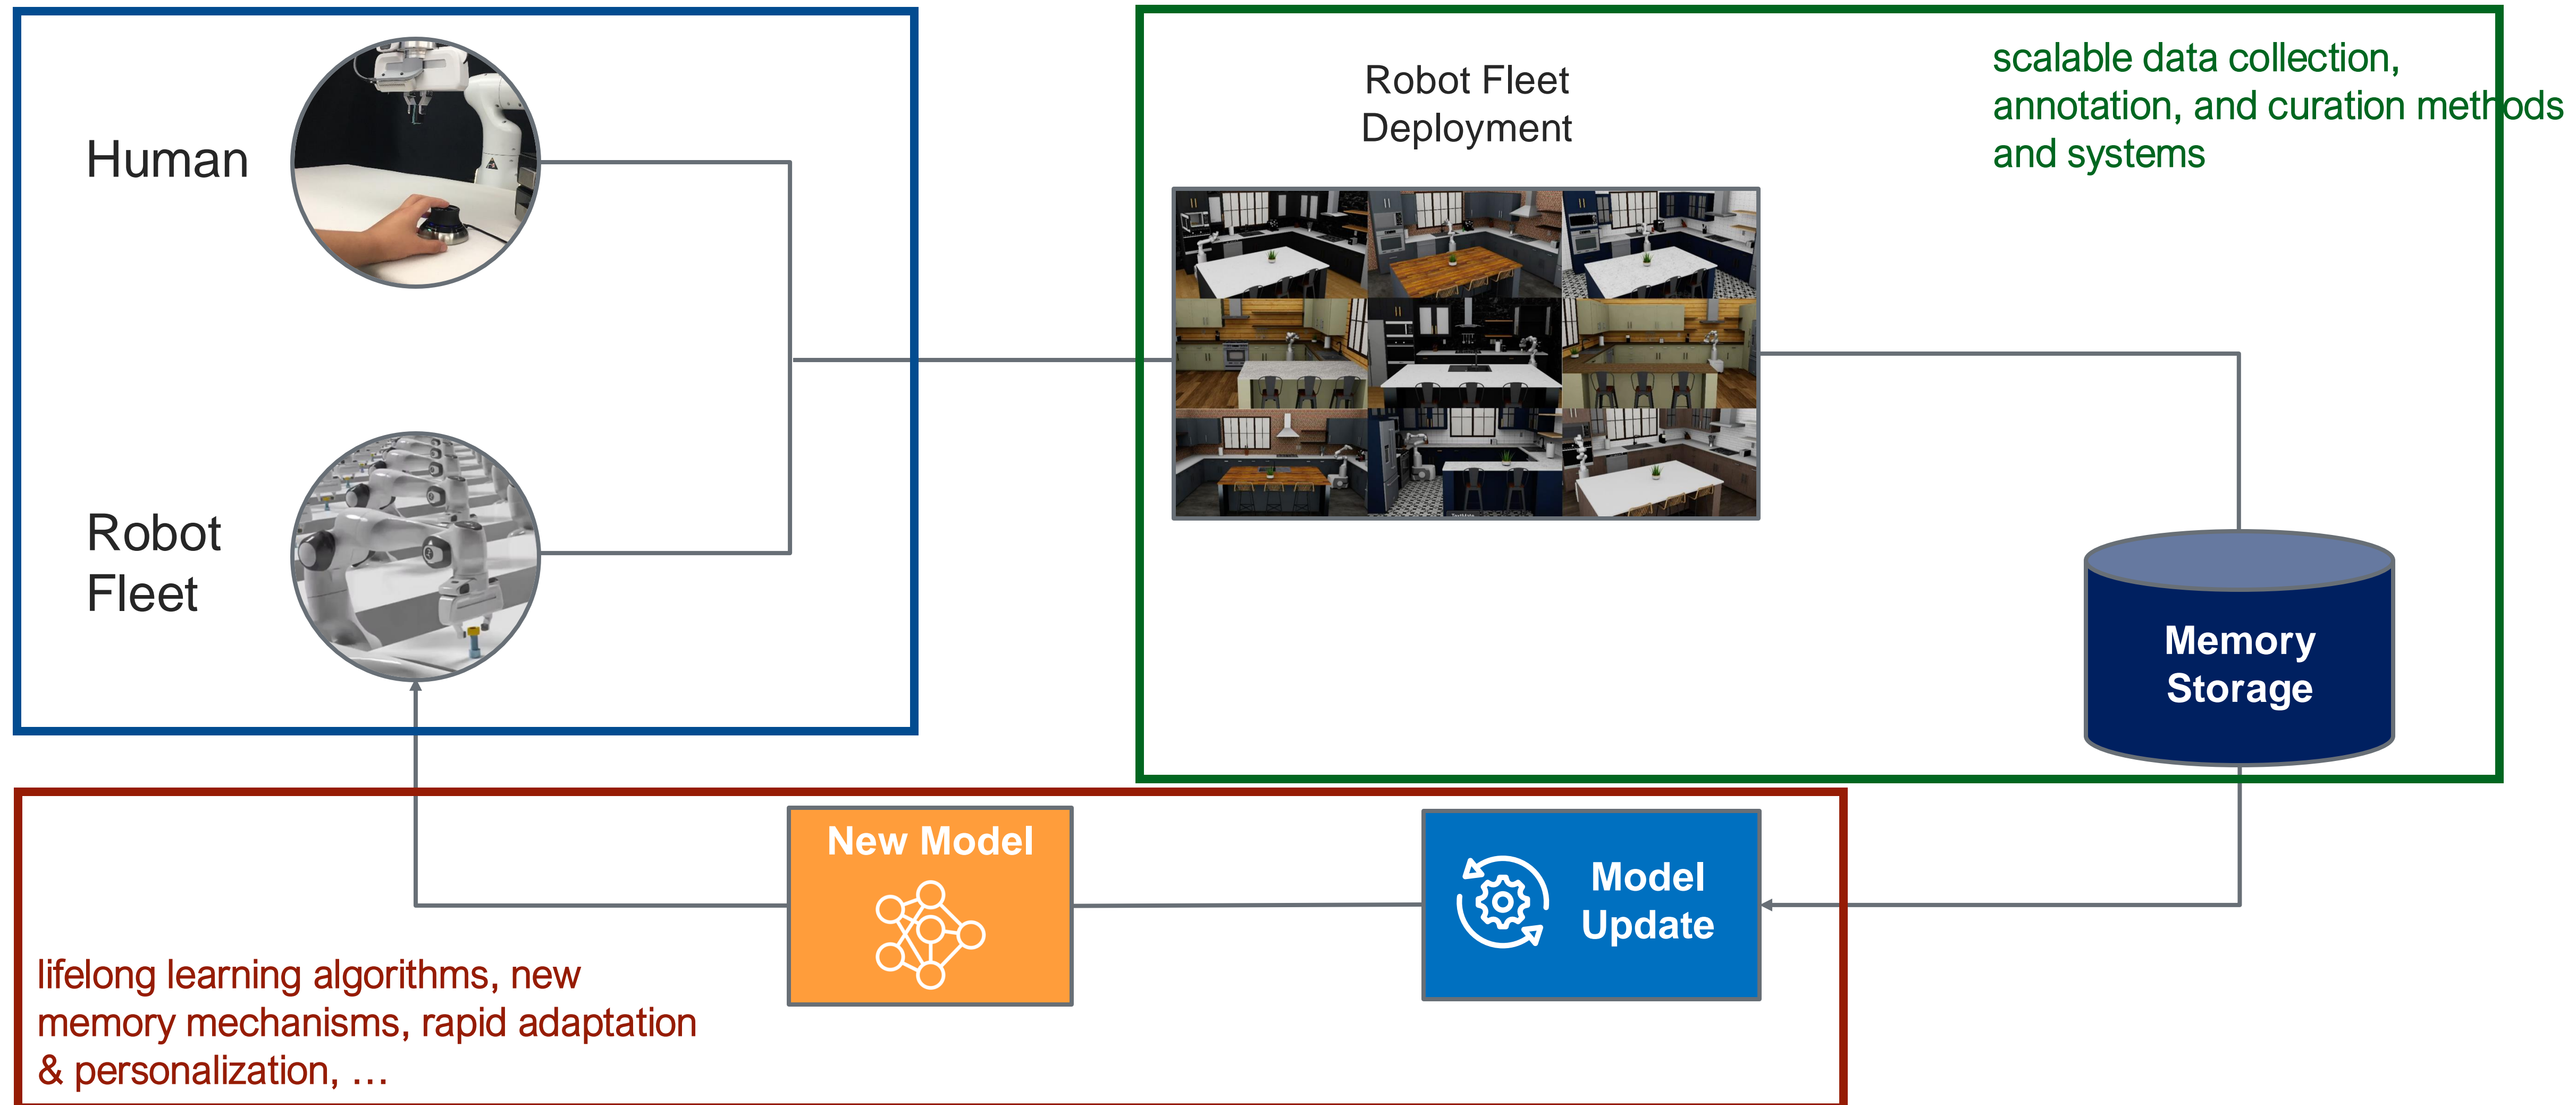 Human
Robot
Fleet
Robot Fleet
Deployment
scalable data collection,
annotation, and curation methods
and systems
Memory
Storage
New Model
Model
Update
lifelong learning algorithms, new
memory mechanisms, rapid adaptation
& personalization, …